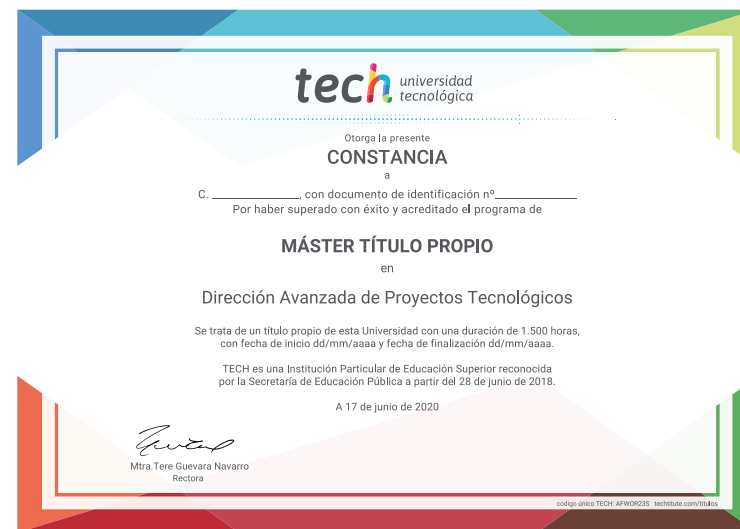 tech universidad
tecnológica
Otorga la presente
CONSTANCIA
a
C. ______________, con documento de identificación nº_____________
Por haber superado con éxito y acreditado el programa de
MÁSTER TÍTULO PROPIO
en
Dirección Avanzada de Proyectos Tecnológicos
Se trata de un título propio de esta Universidad con una duración de 1.500 horas,
con fecha de inicio dd/mm/aaaa y fecha de finalización dd/mm/aaaa.
TECH es una Institución Particular de Educación Superior reconocida
por la Secretaría de Educación Pública a partir del 28 de junio de 2018.
A 17 de junio de 2020
Mtra.Tere Guevara Navarro
Rectora
código único TECH: AFWOR23S techtitute.com/titulos